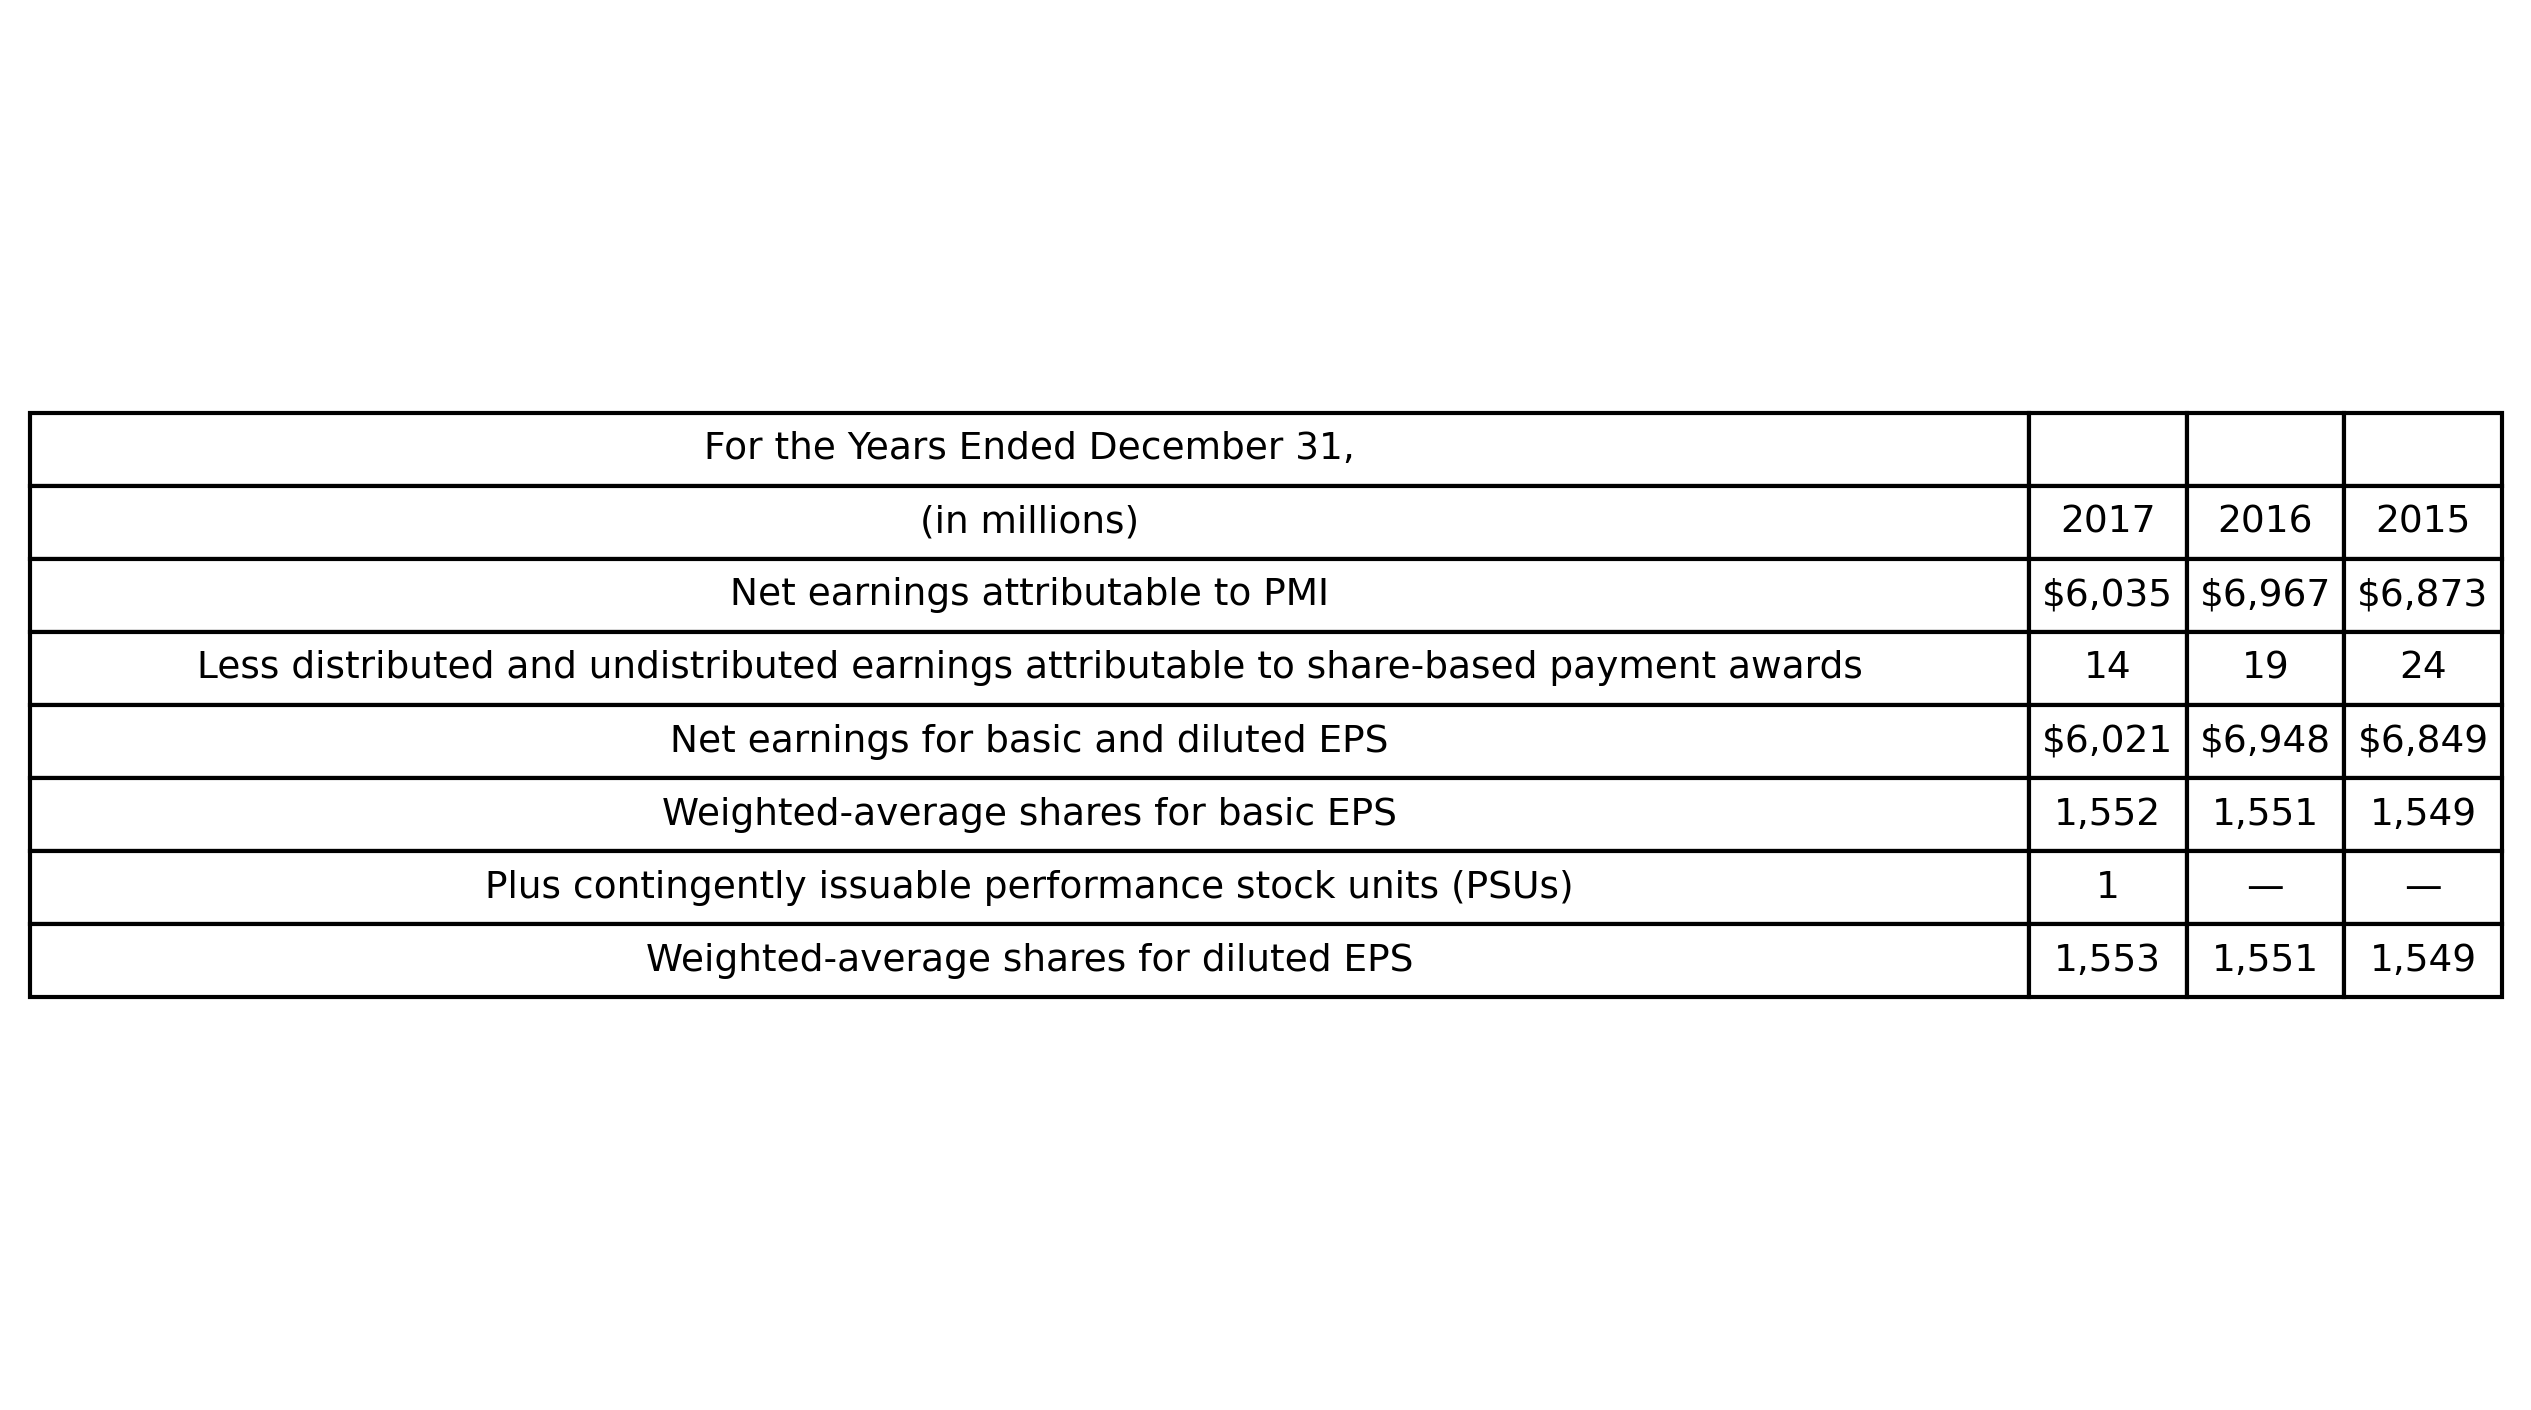 For the Years Ended December 31,
(in millions) 2017 2016 2015
Net earnings attributable to PMI $6,035 $6,967 $6,873
Less distributed and undistributed earnings attributable to share-based payment awards 14 19 24
Net earnings for basic and diluted EPS $6,021 $6,948 $6,849
Weighted-average shares for basic EPS 1,552 1,551 1,549
Plus contingently issuable performance stock units (PSUs) 1 — —
Weighted-average shares for diluted EPS 1,553 1,551 1,549